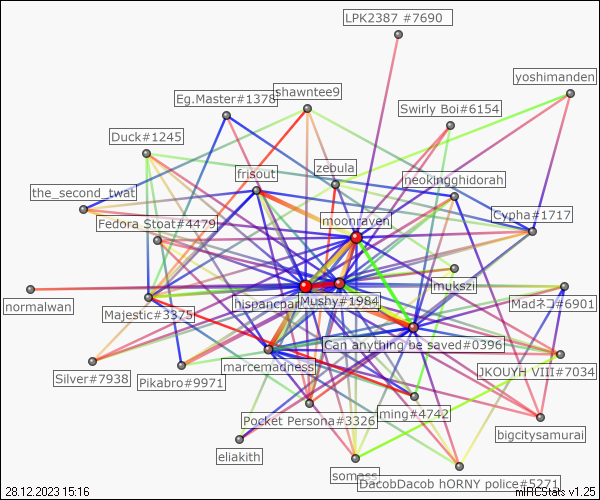 LPK2387 #7690
yoshimanden
shawntee9
Eg.Master#1378
Swirly Boi#6154
Duck#1245
zebula
frisout
neokingghidorah
the_second_twat
moonraven
Cypha#1717
Fedora Stoat#4479
mukszi
hispancpar
Mushy#1984
normalwan
Majestic#3375
Madネコ#6901
Can anything be saved#0396
marcemadness
JKOUYH VIII#7034
Silver#7938
Pikabro#9971
ming#4742
Pocket Persona#3326
bigcitysamurai
eliakith
somass
DacobDacob hORNY police#5271
28.12.2023 15:16
mIRCStats v1.25